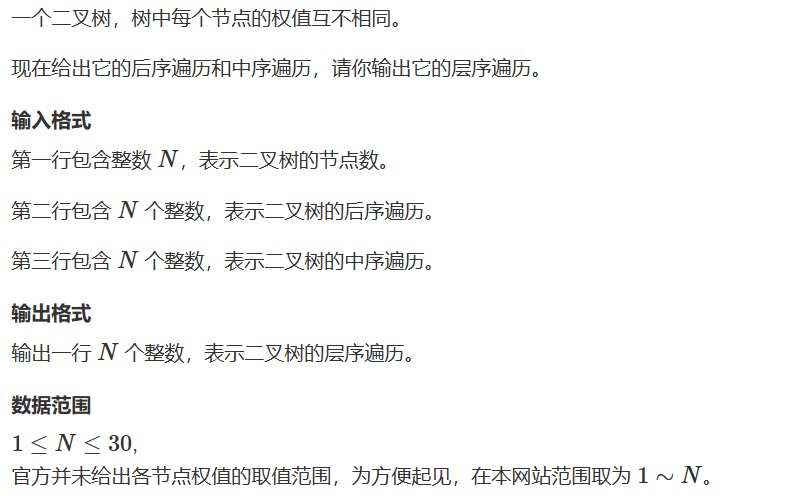 一个二叉树，树中每个节点的权值互不相同。
现在给出它的后序遍历和中序遍历，请你输出它的层序遍历。
输入格式
第一行包含整数 N，表示二叉树的节点数。
第二行包含 N 个整数，表示二叉树的后序遍历。
第三行包含 N 个整数，表示二叉树的中序遍历。
输出格式
输出一行 N 个整数，表示二叉树的层序遍历。
数据范围
1 ≤ N ≤ 30,
官方并未给出各节点权值的取值范围，为方便起见，在本网站范围取为 1 ~ N。